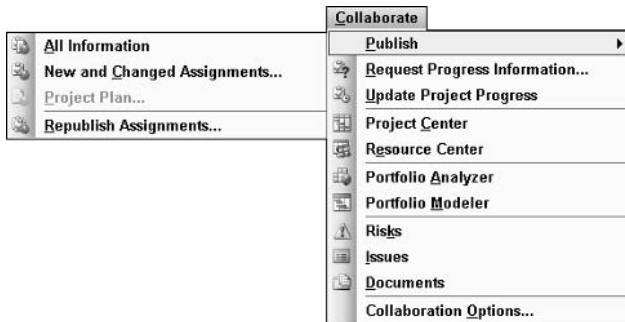 Collaborate
Publish
Request Progress Information...
Update Project Progress
Project Center
Resource Center
Portfolio Analyzer
Portfolio Modeler
Risks
Issues
Documents
Collaboration Options...
All Information
New and Changed Assignments...
Project Plan...
Republish Assignments...